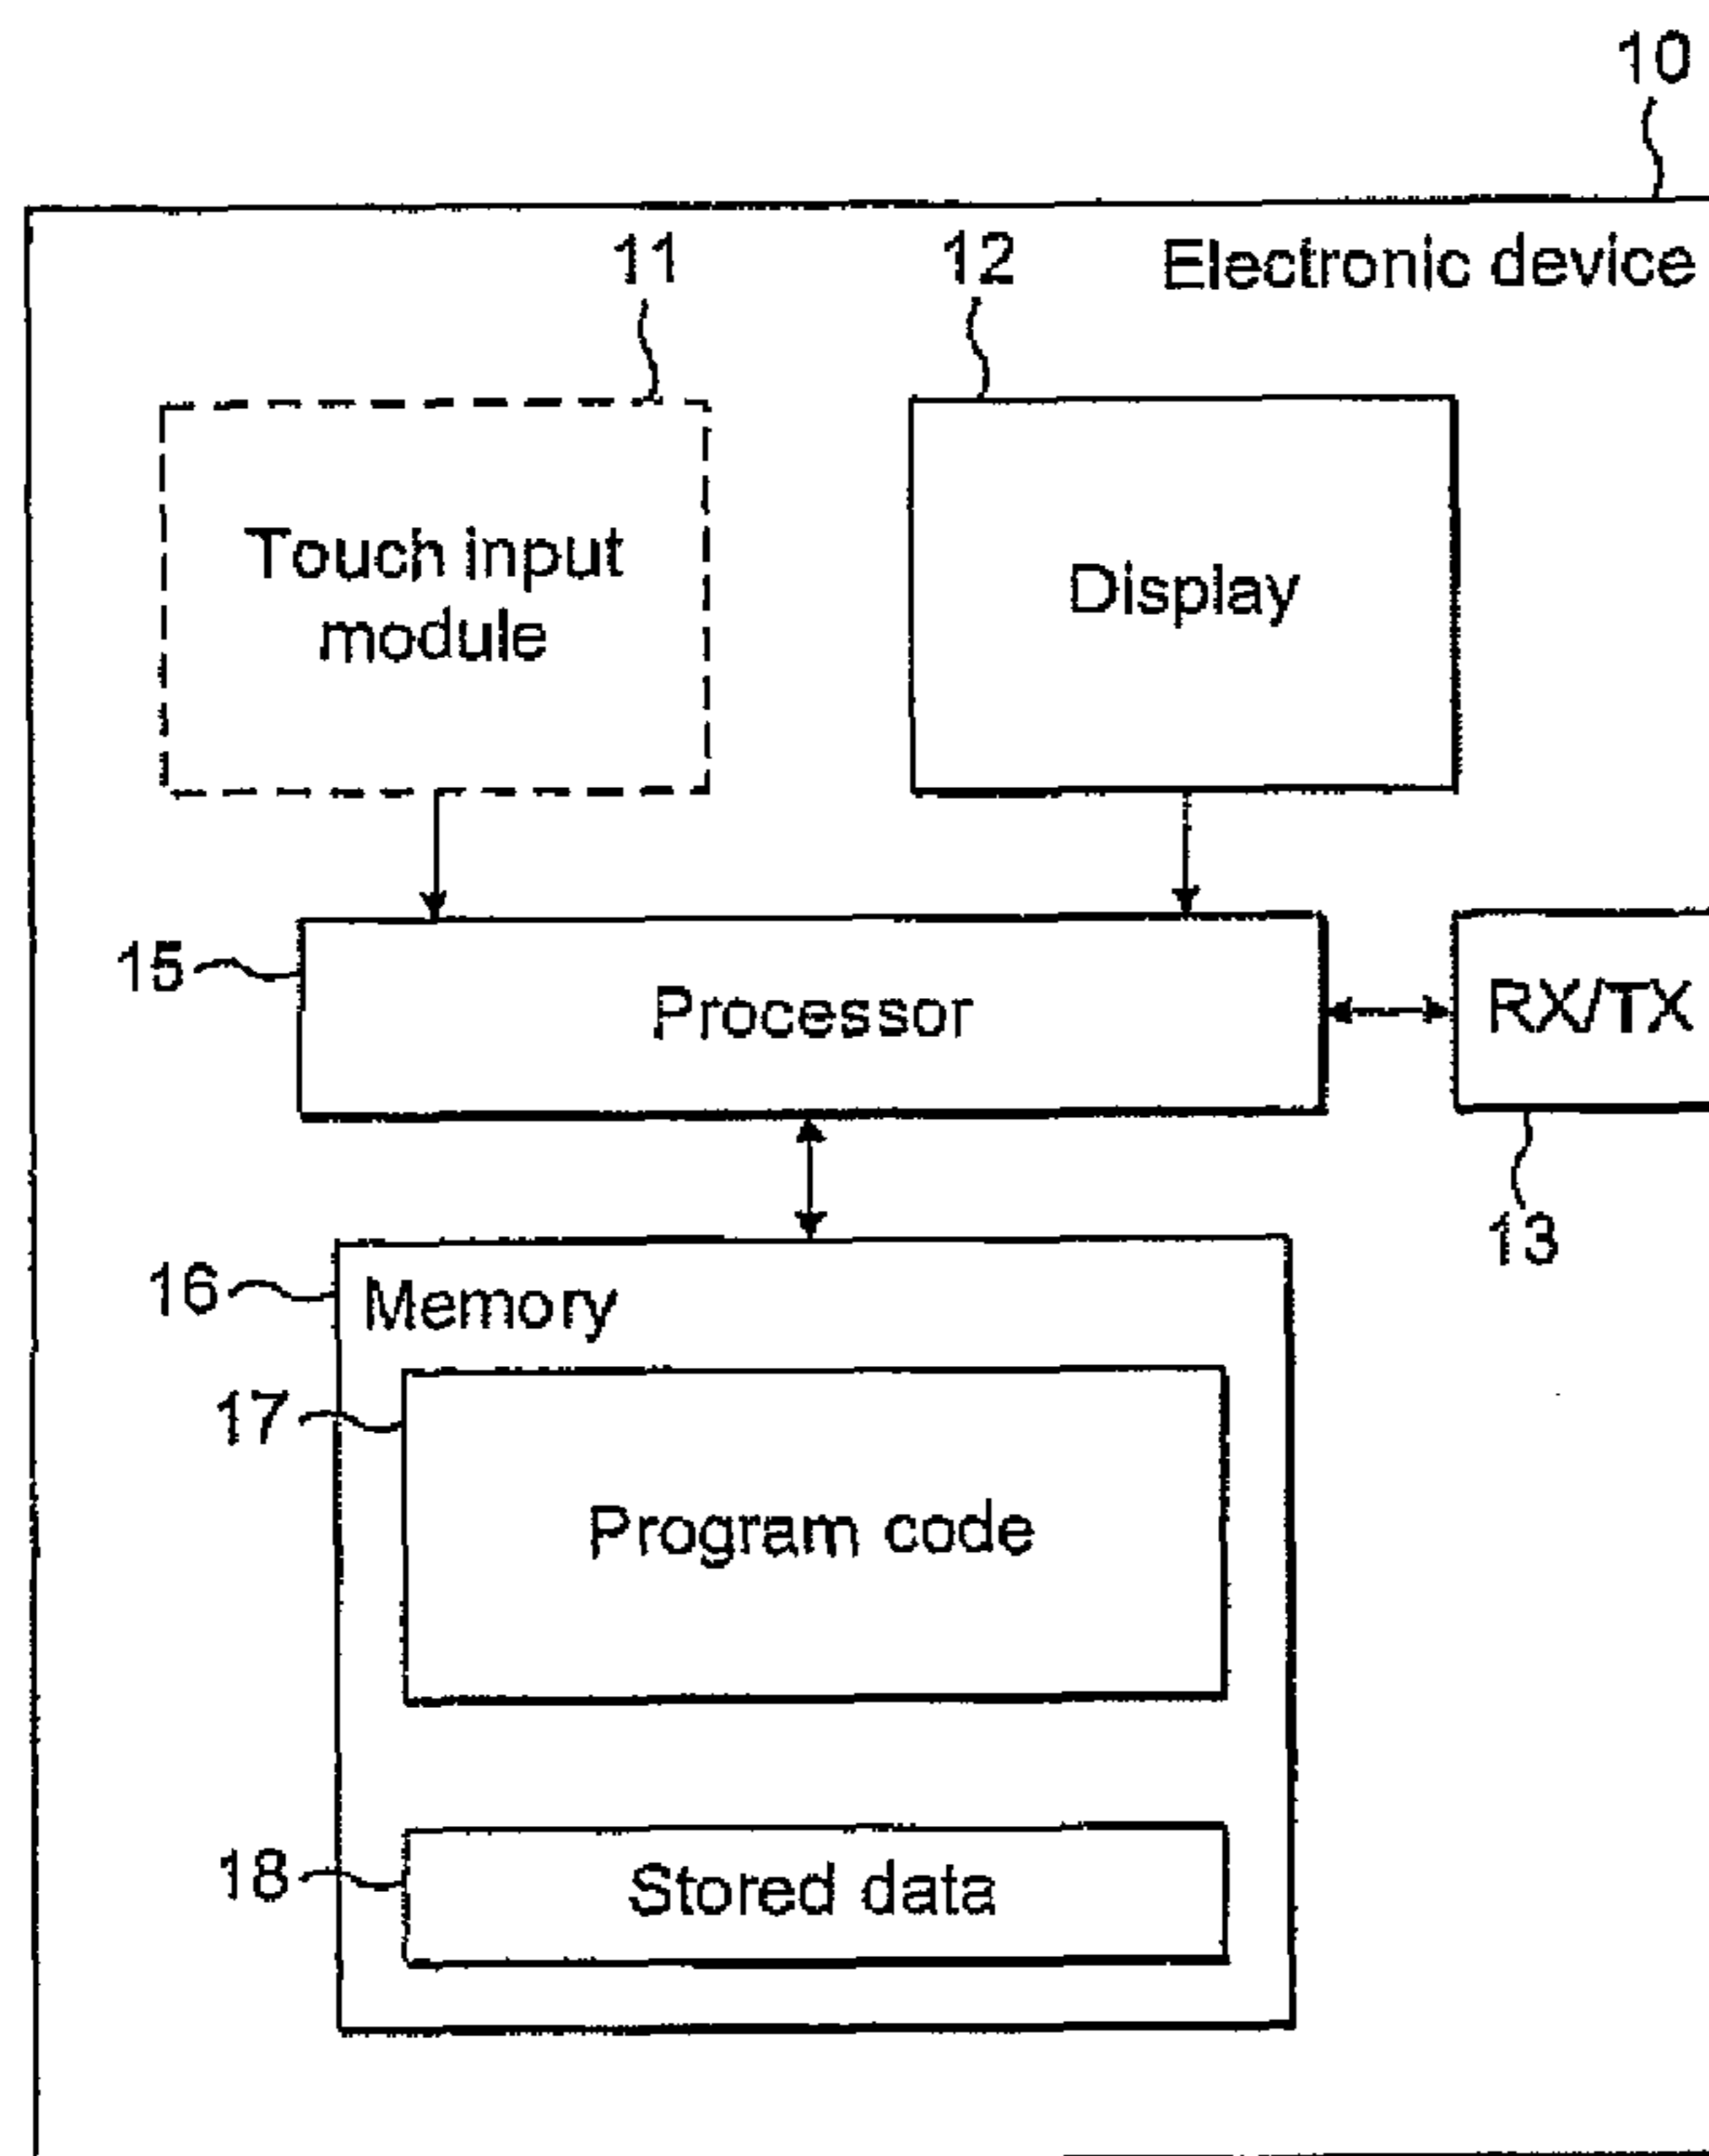 10
11
12
Electronic device
Touch input
module
Display
15
Processor
RX/TX
13
16
Memory
17
Program code
18
Stored data